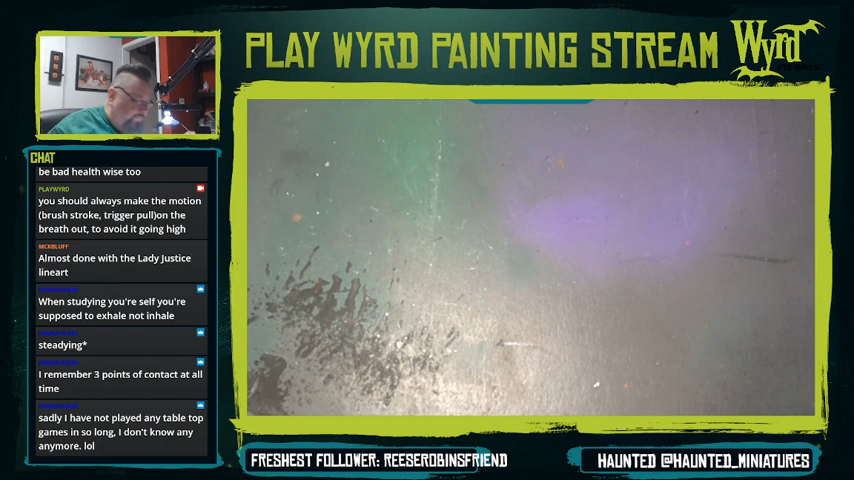 PLAY WYRD PAINTING STREAM
Wyrd
CHAT
be bad health wise too
PLAYWYRD
you should always make the motion
(brush stroke, trigger pull)on the
breath out, to avoid it going high
MCKBLUFF
Almost done with the Lady Justice
lineart
When studying you're self you're
supposed to exhale not inhale
steadying*
I remember 3 points of contact at all
time
sadly I have not played any table top
games in so long, I don't know any
anymore. lol
FRESHEST FOLLOWER: REESEROBINSFRIEND
HAUNTED @HAUNTED_MINIATURES